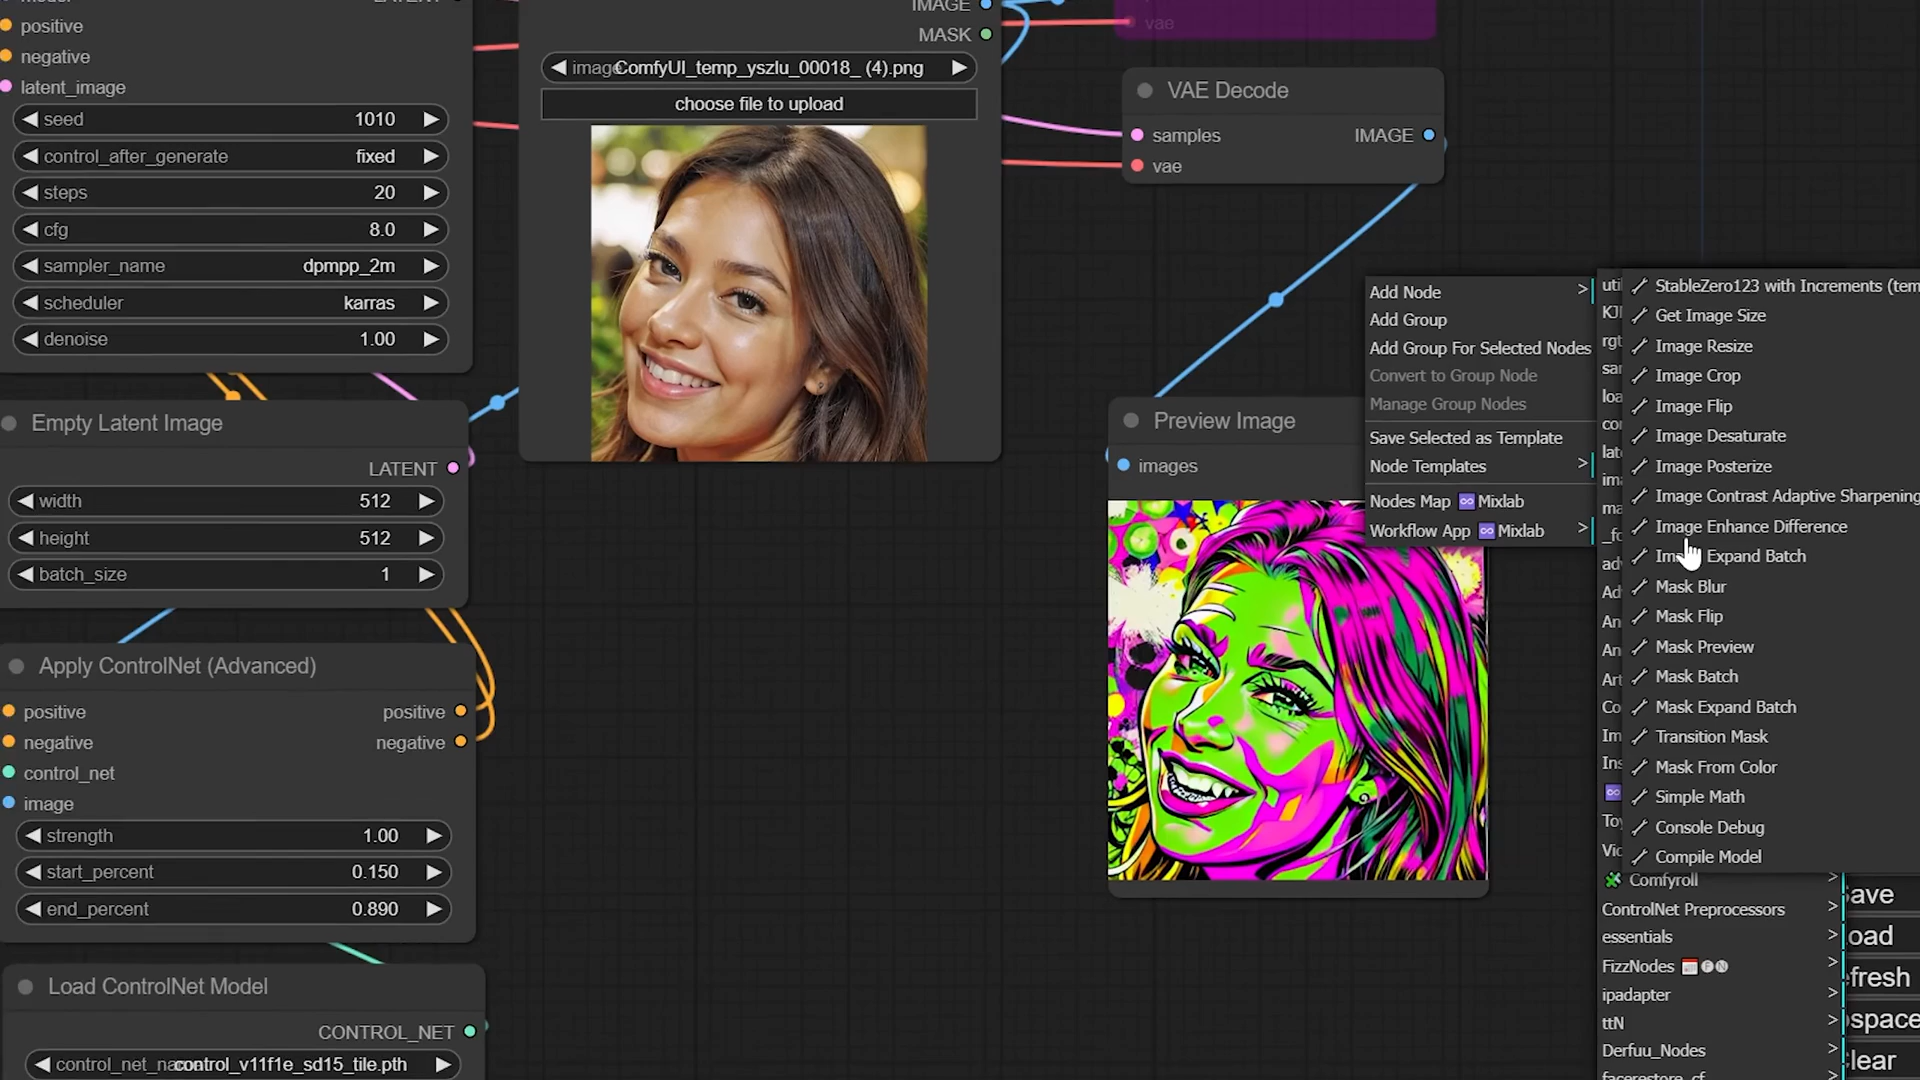 positive
negative
latent_image
seed 1010
control_after_generate fixed
steps 20
cfg 8.0
sampler_name dpmpp_2m
scheduler karras
denoise 1.00
Empty Latent Image
LATENT
width 512
height 512
batch_size 1
Apply ControlNet (Advanced)
positive positive
negative negative
control_net
image
strength 1.00
start_percent 0.150
end_percent 0.890
Load ControlNet Model
CONTROL_NET
control_v11f1e_sd15_tile.pth
IMAGE
MASK
image ComfyUI_temp_yszlu_00018_ (4).png
choose file to upload
vae
VAE Decode
samples IMAGE
vae
Preview Image
images
Add Node >
Add Group
Add Group For Selected Nodes
Convert to Group Node
Manage Group Nodes
Save Selected as Template
Node Templates >
Nodes Map ♾️Mixlab
Workflow App ♾️Mixlab >
StableZero123 with Increments (tem
Get Image Size
Image Resize
Image Crop
Image Flip
Image Desaturate
Image Posterize
Image Contrast Adaptive Sharpening
Image Enhance Difference
Expand Batch
Mask Blur
Mask Flip
Mask Preview
Mask Batch
Mask Expand Batch
Transition Mask
Mask From Color
Simple Math
Console Debug
Compile Model
Comfyroll >
ControlNet Preprocessors >
essentials >
FizzNodes 📅🅕🅝 >
ipadapter >
ttN >
Derfuu_Nodes >
Clear